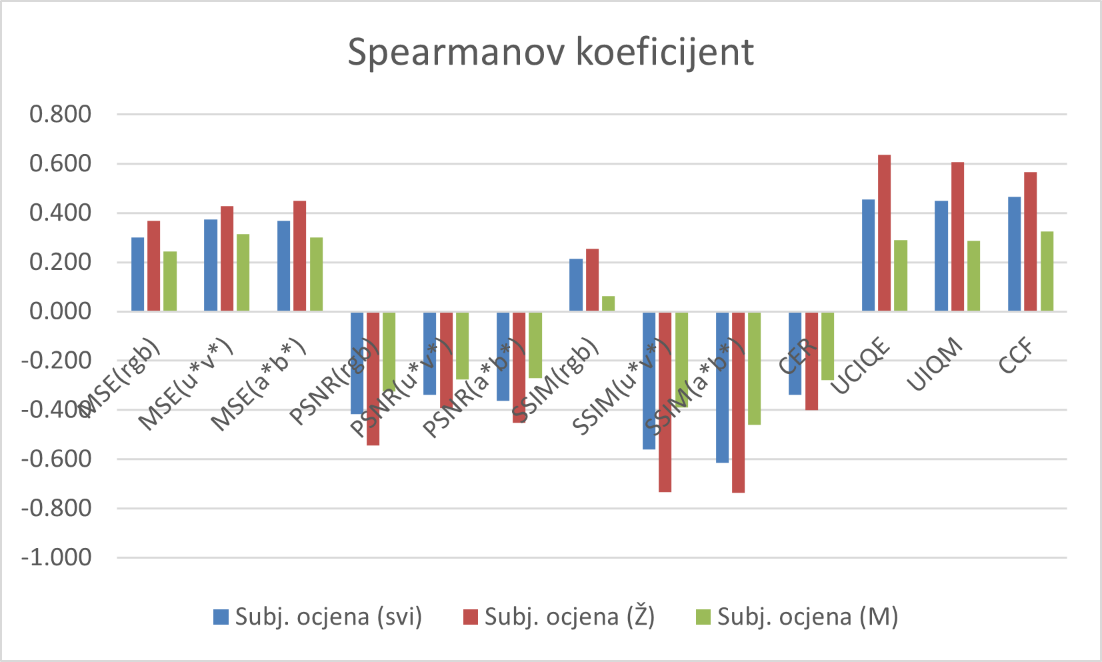 Spearmanov koeficijent
0.800
0.600
0.400
0.200
0.000
-0.200
-0.400
-0.600
-0.800
-1.000
MSE(rgb)
MSE(u*v*)
MSE(a*b*)
PSNR(rgb)
PSNR(u*v*)
PSNR(a*b*)
SSIM(rgb)
SSIM(u*v*)
SSIM(a*b*)
CER
UCIQE
UIQM
CCF
Subj. ocjena (svi)
Subj. ocjena (Ž)
Subj. ocjena (M)